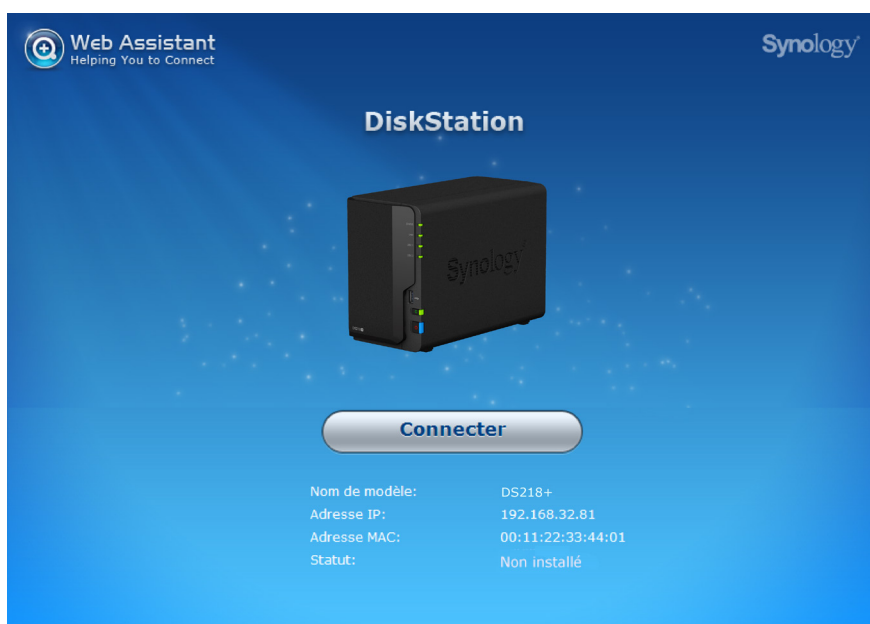 Web Assistant
Helping You to Connect
Synology
DiskStation
Synology
Connecter
Nom de modèle: DS218+
Adresse IP: 192.168.32.81
Adresse MAC: 00:11:22:33:44:01
Statut: Non installé